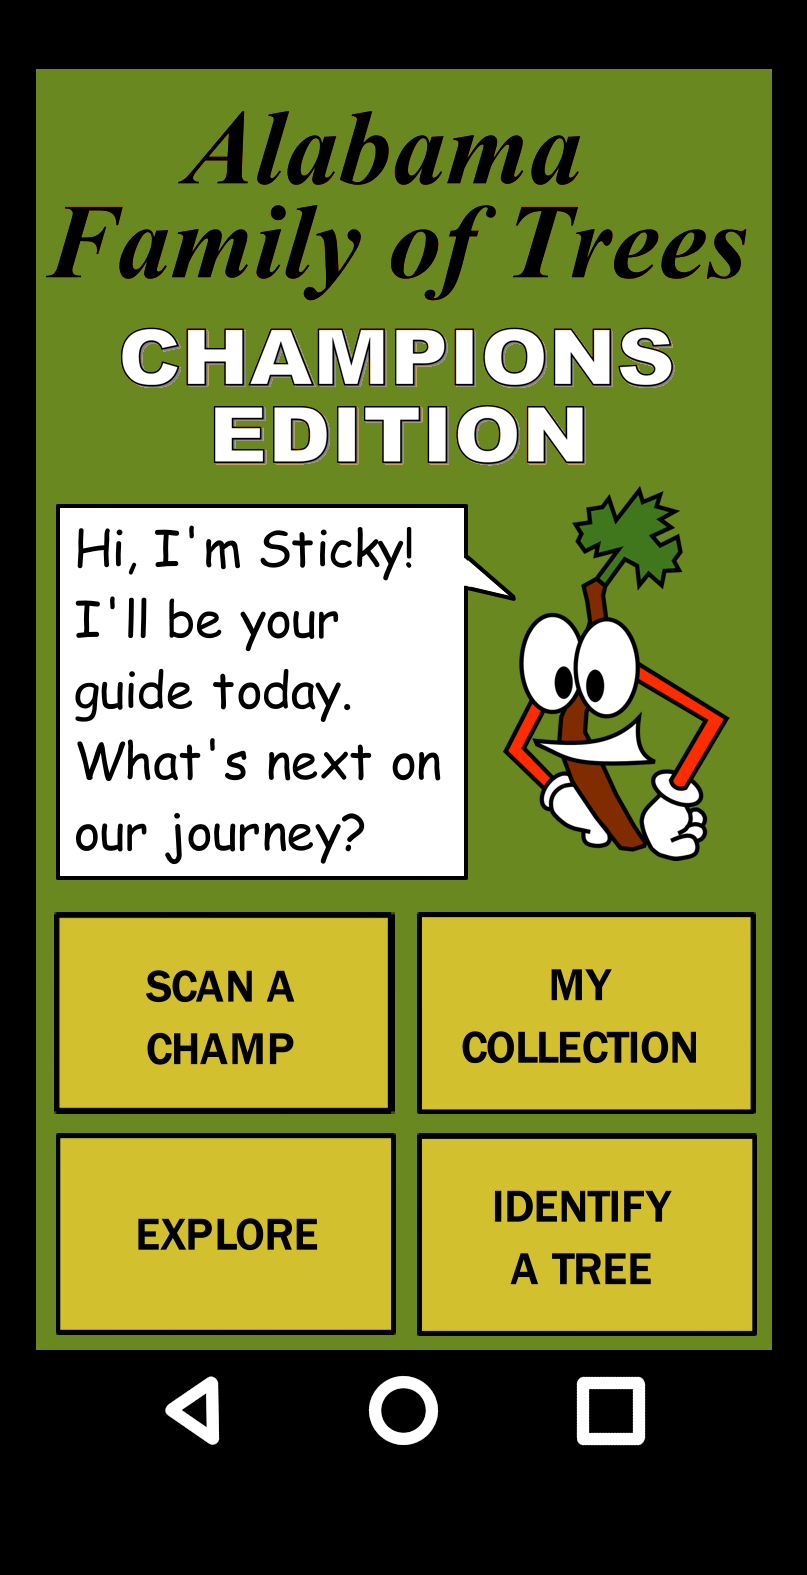 Alabama
Family of Trees
CHAMPIONS
EDITION
Hi, I'm Sticky!
I'll be your
guide today.
What's next on
our journey?
SCAN A
CHAMP
MY
COLLECTION
EXPLORE
IDENTIFY
A TREE